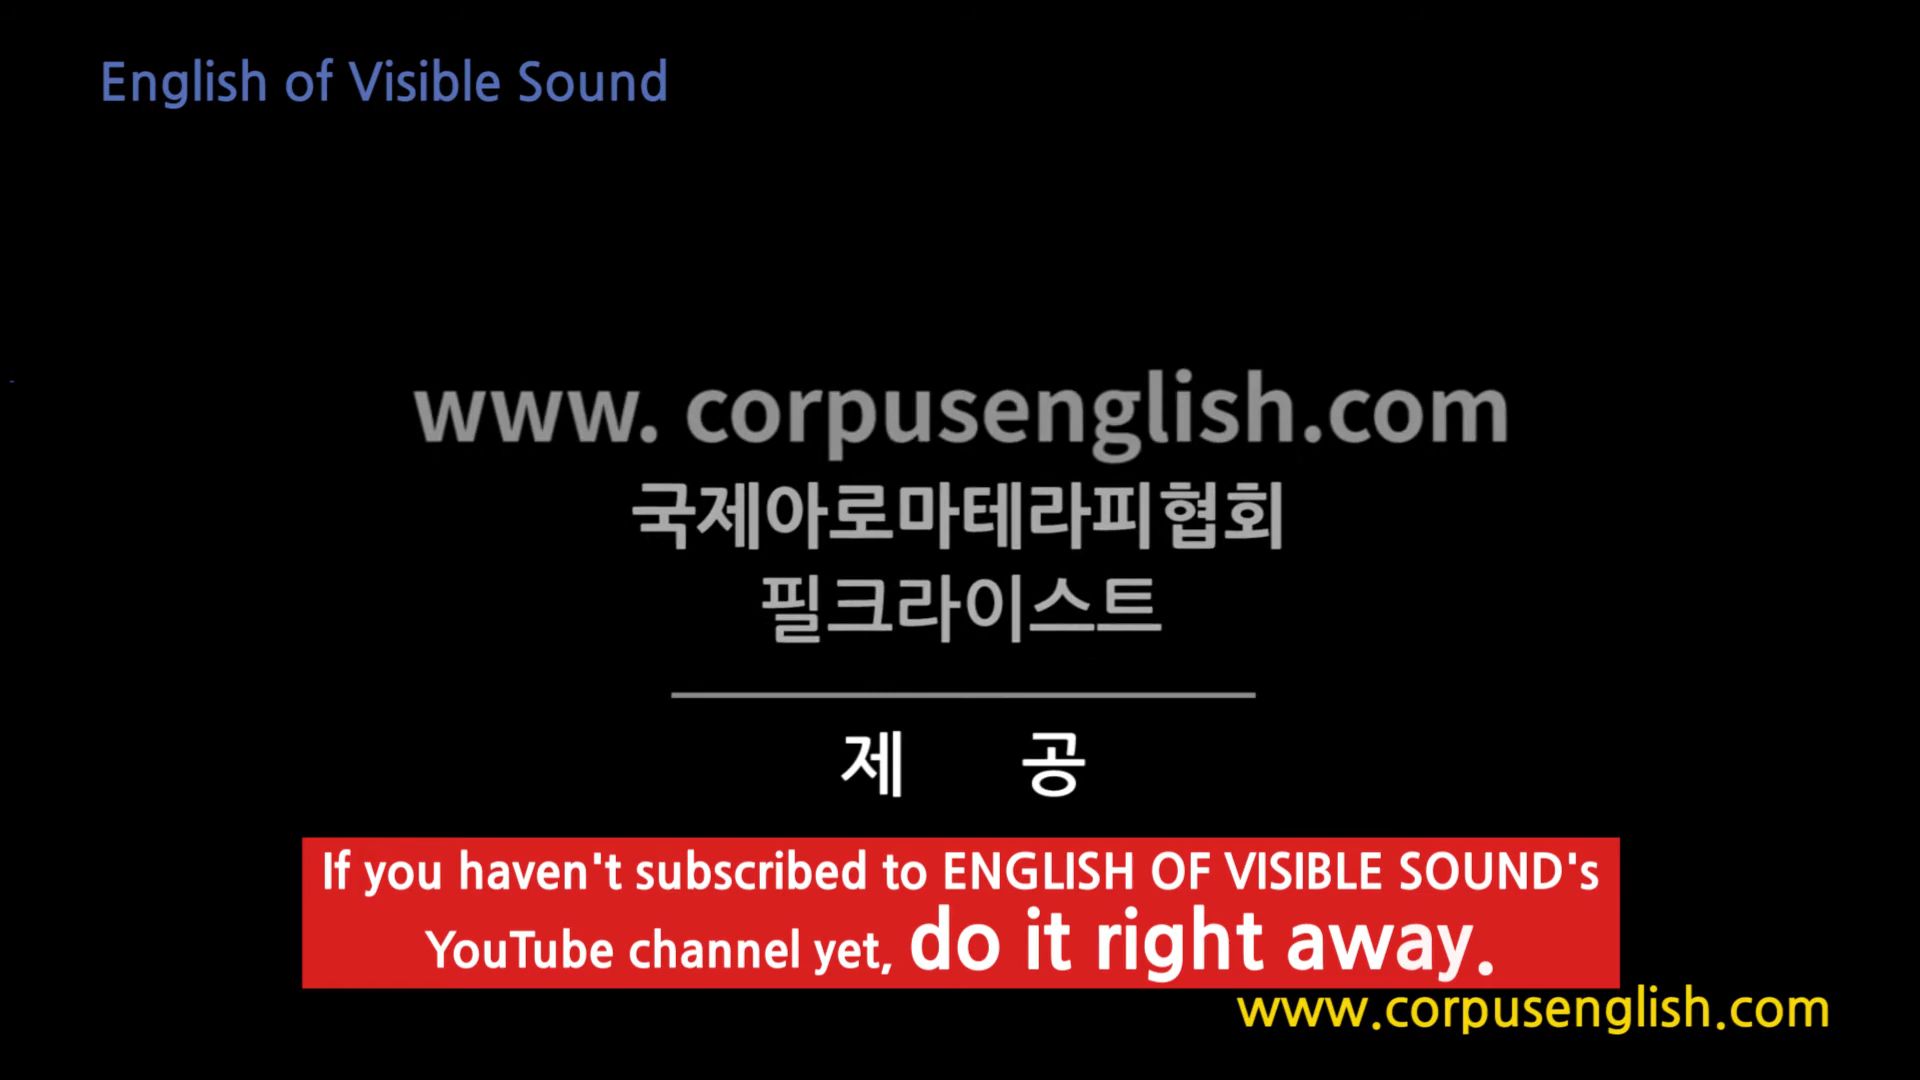 English of Visible Sound
www. corpusenglish.com
국제아로마테라피협회
필크라이스트
제 공
If you haven't subscribed to ENGLISH OF VISIBLE SOUND's
YouTube channel yet, do it right away.
www.corpusenglish.com